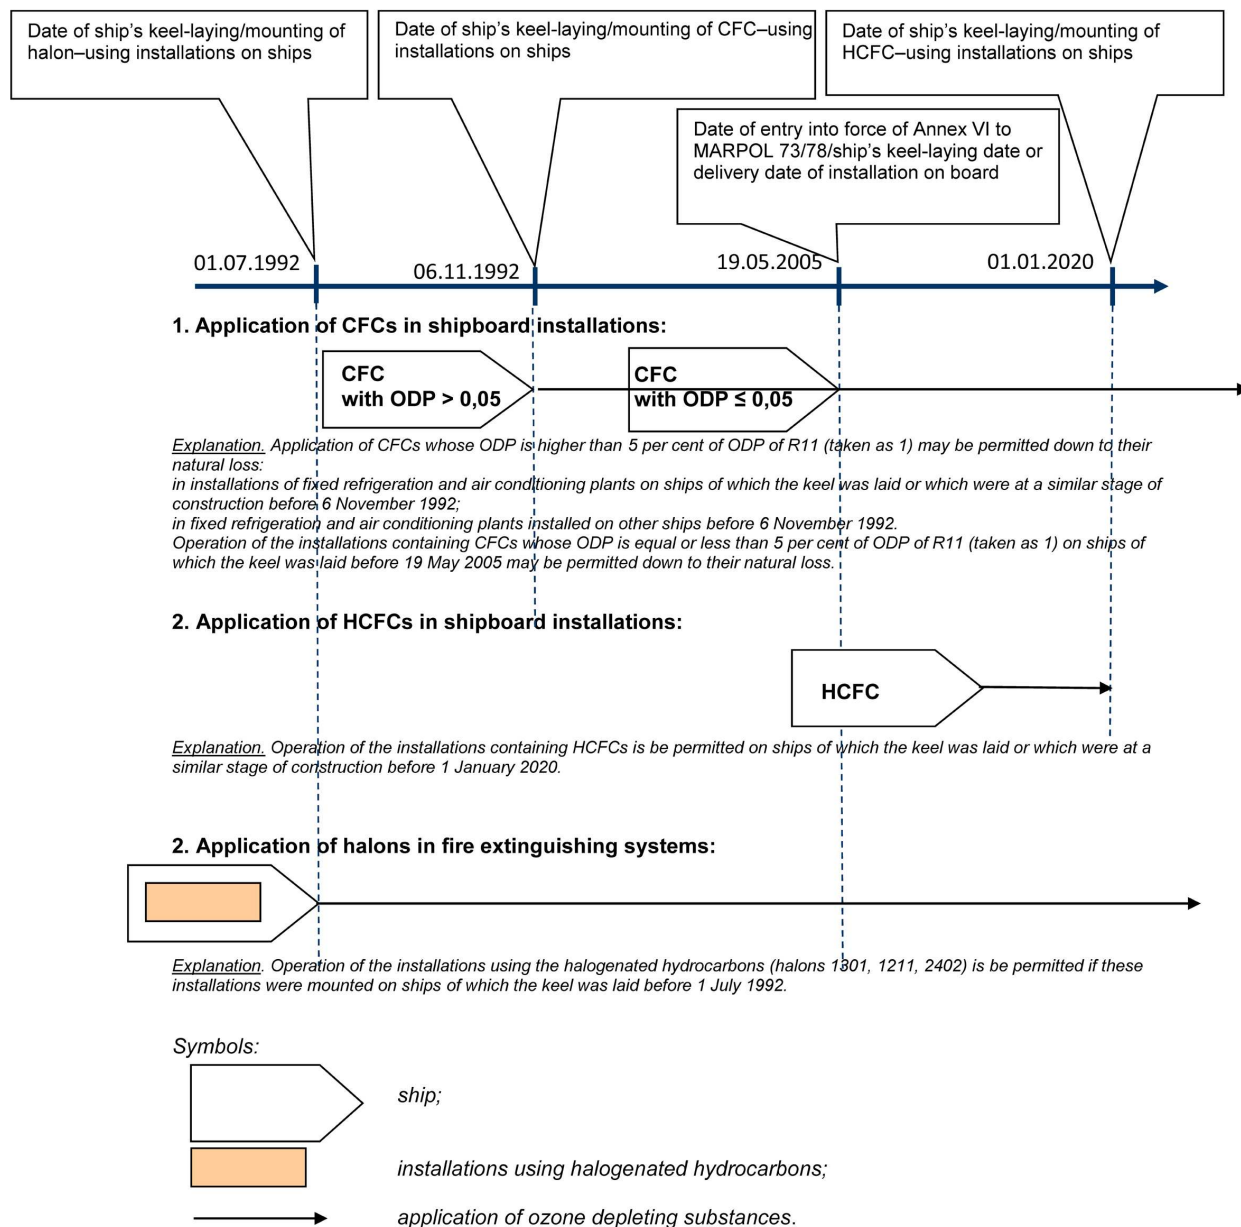 Date of ship's keel-laying/mounting of
halon–using installations on ships
Date of ship's keel-laying/mounting of CFC–using
installations on ships
Date of ship's keel-laying/mounting of
HCFC–using installations on ships
Date of entry into force of Annex VI to
MARPOL 73/78/ship's keel-laying date or
delivery date of installation on board
01.07.1992
06.11.1992
19.05.2005
01.01.2020
1. Application of CFCs in shipboard installations:
CFC
with ODP > 0,05
CFC
with ODP ≤ 0,05
Explanation. Application of CFCs whose ODP is higher than 5 per cent of ODP of R11 (taken as 1) may be permitted down to their
natural loss:
in installations of fixed refrigeration and air conditioning plants on ships of which the keel was laid or which were at a similar stage of
construction before 6 November 1992;
in fixed refrigeration and air conditioning plants installed on other ships before 6 November 1992.
Operation of the installations containing CFCs whose ODP is equal or less than 5 per cent of ODP of R11 (taken as 1) on ships of
which the keel was laid before 19 May 2005 may be permitted down to their natural loss.
2. Application of HCFCs in shipboard installations:
HCFC
Explanation. Operation of the installations containing HCFCs is be permitted on ships of which the keel was laid or which were at a
similar stage of construction before 1 January 2020.
2. Application of halons in fire extinguishing systems:
Explanation. Operation of the installations using the halogenated hydrocarbons (halons 1301, 1211, 2402) is be permitted if these
installations were mounted on ships of which the keel was laid before 1 July 1992.
Symbols:
ship;
installations using halogenated hydrocarbons;
application of ozone depleting substances.